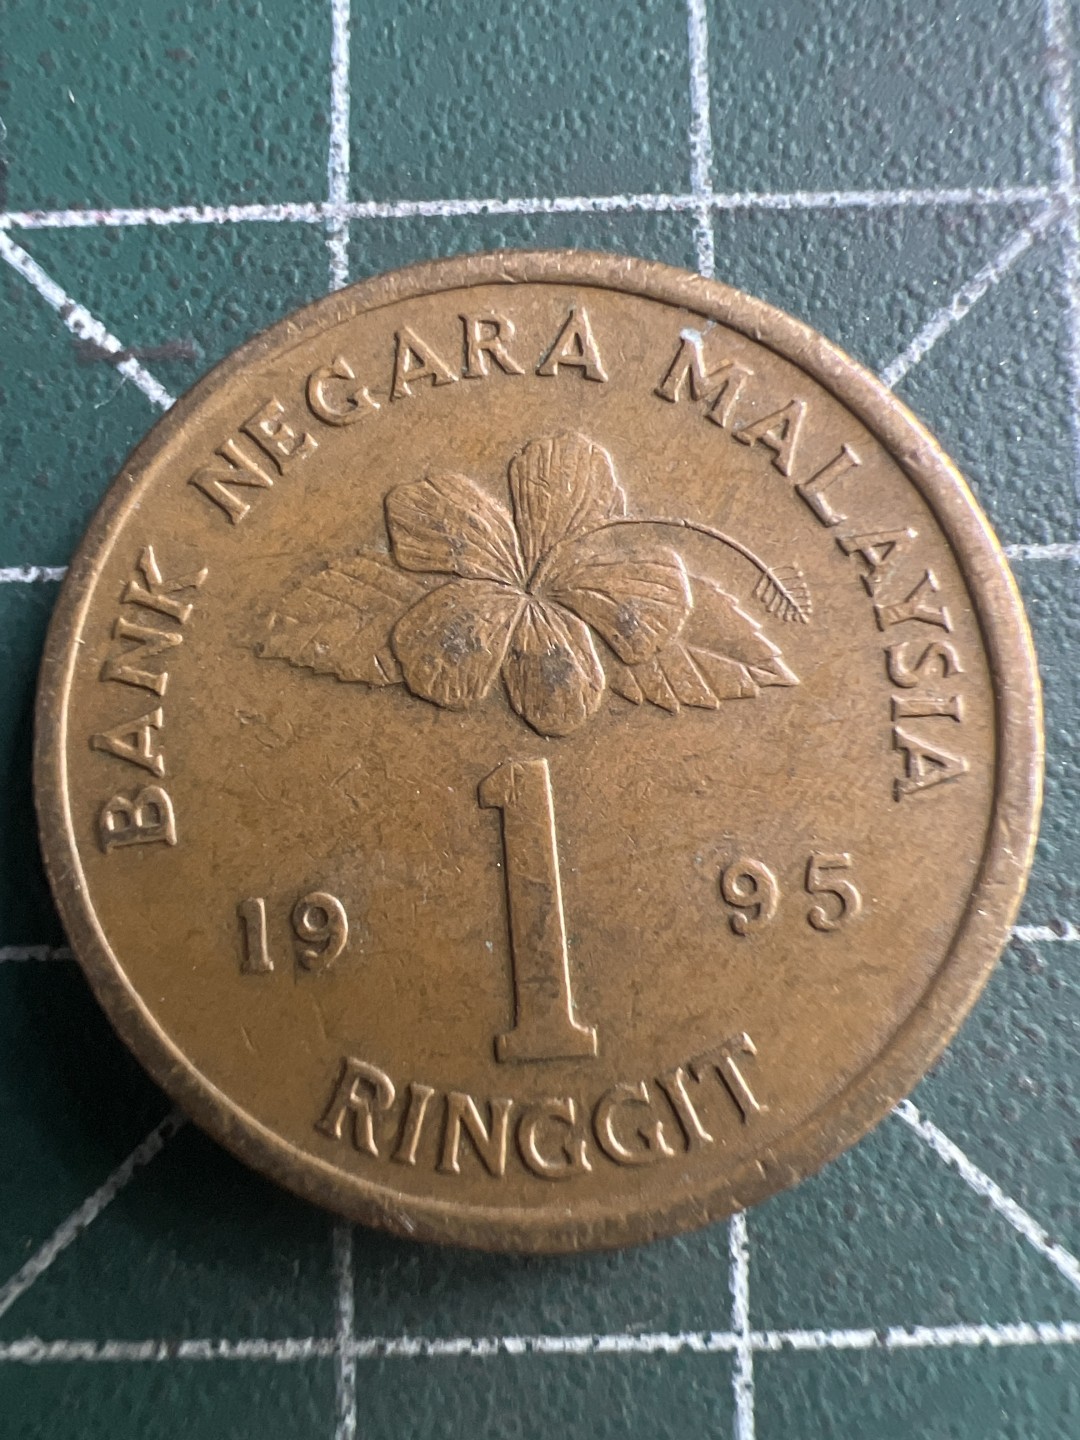 BANK NEGARA MALAYSIA
1
19 95
RINGGIT